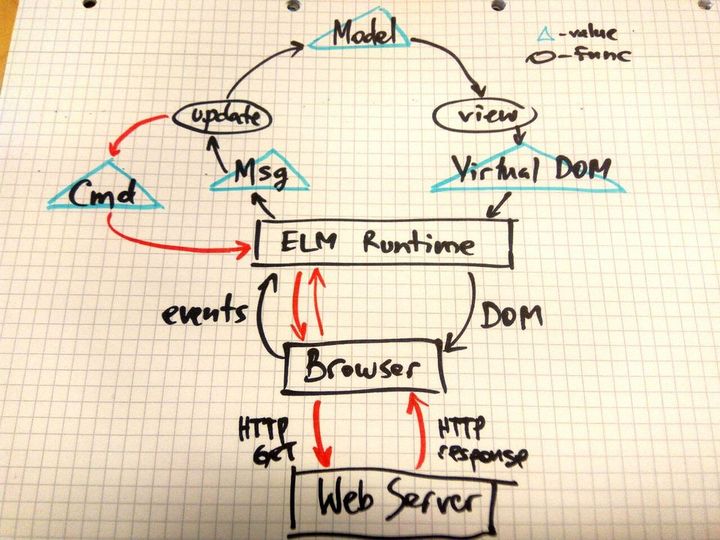 Model
-value
-func
update
view
Cmd
Msg
Virtual DOM
ELM Runtime
events
DOM
Browser
HTTP
GET
HTTP
response
Web Server